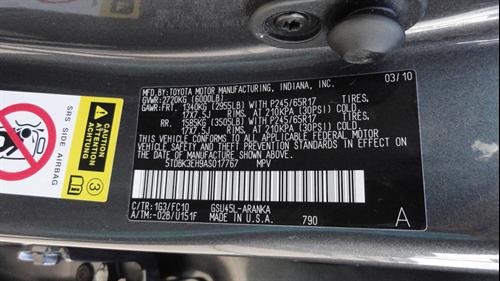 MFD.BY:TOYOTA MOTOR MANUFACTURING, INDIANA, INC. 03/10
GVWR:2720KG (6000LB)
GAWR:FRT. 1340KG (2955LB) WITH P245/65R17 TIRES,
17X7.5J RIMS, AT 210KPA (30PSI) COLD.
RR. 1585KG (3505LB) WITH P245/65R17 TIRES,
17X7.5J RIMS, AT 210KPA (30PSI) COLD.
THIS VEHICLE CONFORMS TO ALL APPLICABLE FEDERAL MOTOR
VEHICLE SAFETY, BUMPER, AND THEFT PREVENTION STANDARDS
IN EFFECT ON THE DATE OF MANUFACTURE SHOWN ABOVE.
5TDBK3EH9AS017767 MPV
C/TR:1G3/FC10 GSU45L-ARANKA
A/TM:-02B/U151F MADE IN U.S.A. 790 A
SRS SIDE AIRBAG
CAUTION
ATTENTION